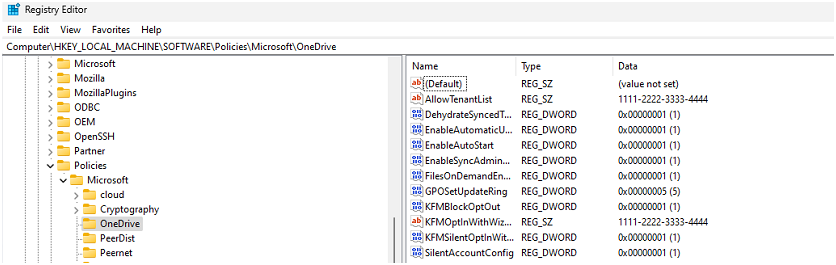 Registry Editor
File Edit View Favorites Help
Computer\HKEY_LOCAL_MACHINE\SOFTWARE\Policies\Microsoft\OneDrive
Microsoft
Mozilla
MozillaPlugins
ODBC
OEM
OpenSSH
Partner
Policies
Microsoft
cloud
Cryptography
OneDrive
PeerDist
Peernet
Name Type Data
(Default) REG_SZ (value not set)
AllowTenantList REG_SZ 1111-2222-3333-4444
DehydrateSyncedT... REG_DWORD 0x00000001 (1)
EnableAutomaticU... REG_DWORD 0x00000001 (1)
EnableAutoStart REG_DWORD 0x00000001 (1)
EnableSyncAdmin... REG_DWORD 0x00000001 (1)
FilesOnDemandEn... REG_DWORD 0x00000001 (1)
GPOSetUpdateRing REG_DWORD 0x00000005 (5)
KFMBlockOptOut REG_DWORD 0x00000001 (1)
KFMOptInWithWiz... REG_SZ 1111-2222-3333-4444
KFMSilentOptInWit... REG_DWORD 0x00000001 (1)
SilentAccountConfig REG_DWORD 0x00000001 (1)